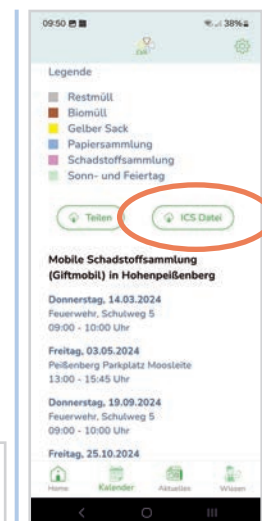 09:50
38%
Legende
Restmüll
Biomüll
Gelber Sack
Papiersammlung
Schadstoffsammlung
Sonn- und Feiertag
Teilen
ICS Datei
Mobile Schadstoffsammlung
(Giftmobil) in Hohenpeißenberg
Donnerstag, 14.03.2024
Feuerwehr, Schulweg 5
09:00 - 10:00 Uhr
Freitag, 03.05.2024
Peißenberg Parkplatz Moosleite
13:00 - 15:45 Uhr
Donnerstag, 19.09.2024
Feuerwehr, Schulweg 5
09:00 - 10:00 Uhr
Freitag, 25.10.2024
Home Kalender Aktuelles Wissen